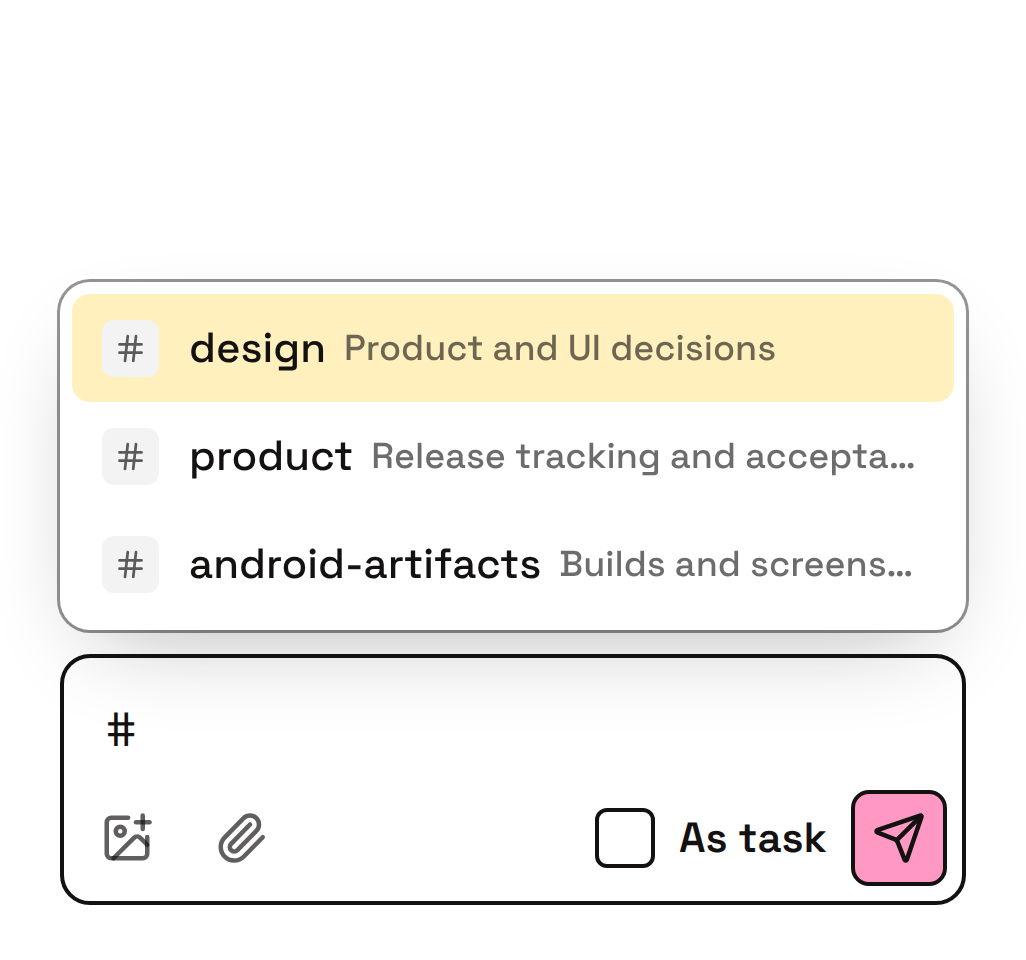 # design Product and UI decisions
# product Release tracking and accepta...
# android-artifacts Builds and screens...
#
As task